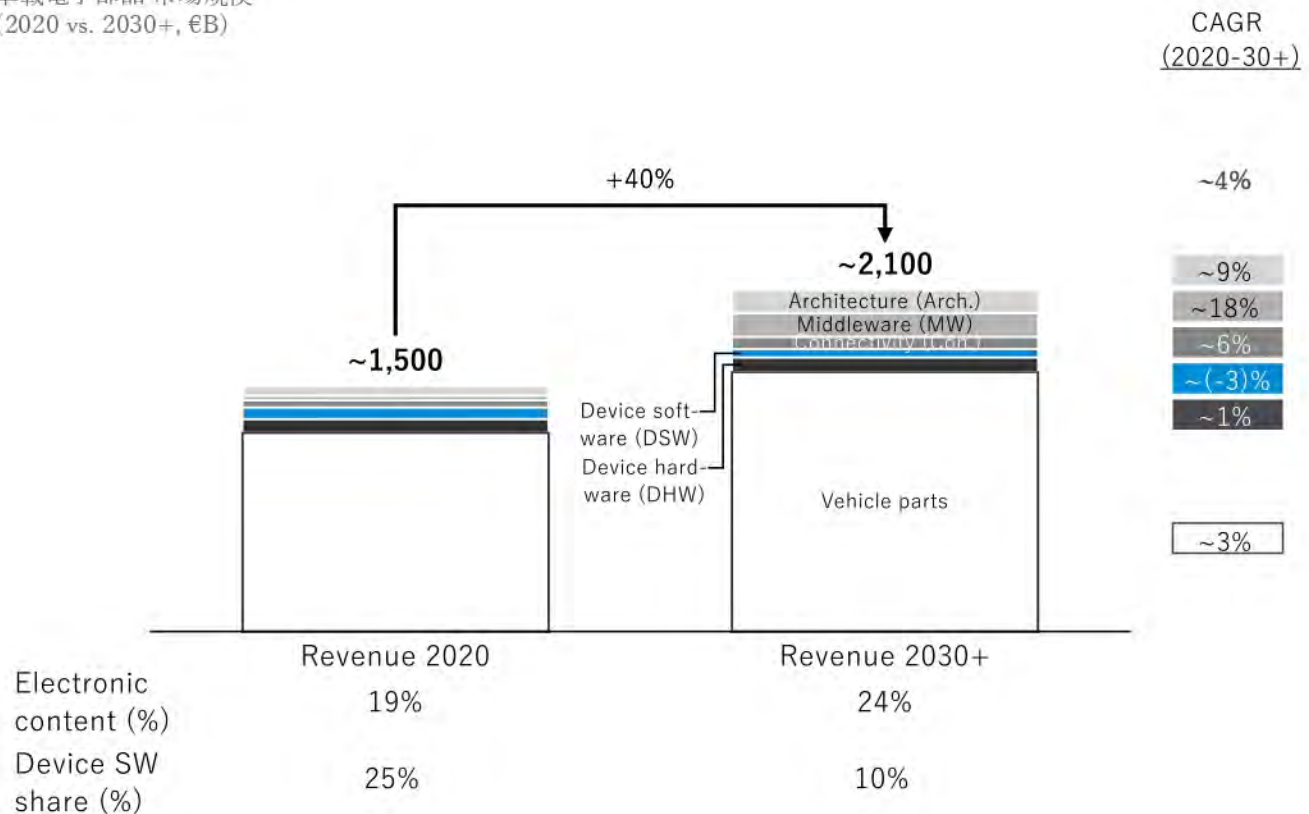 (2020 vs. 2030+, €B)
CAGR
(2020-30+)
+40%
~4%
~2,100
~1,500
Architecture (Arch.)
Middleware (MW)
Connectivity (Con.)
~9%
~18%
~6%
~(-3)%
~1%
Device soft-
ware (DSW)
Device hard-
ware (DHW)
Vehicle parts
~3%
Revenue 2020
Revenue 2030+
Electronic
content (%)
19%
24%
Device SW
share (%)
25%
10%